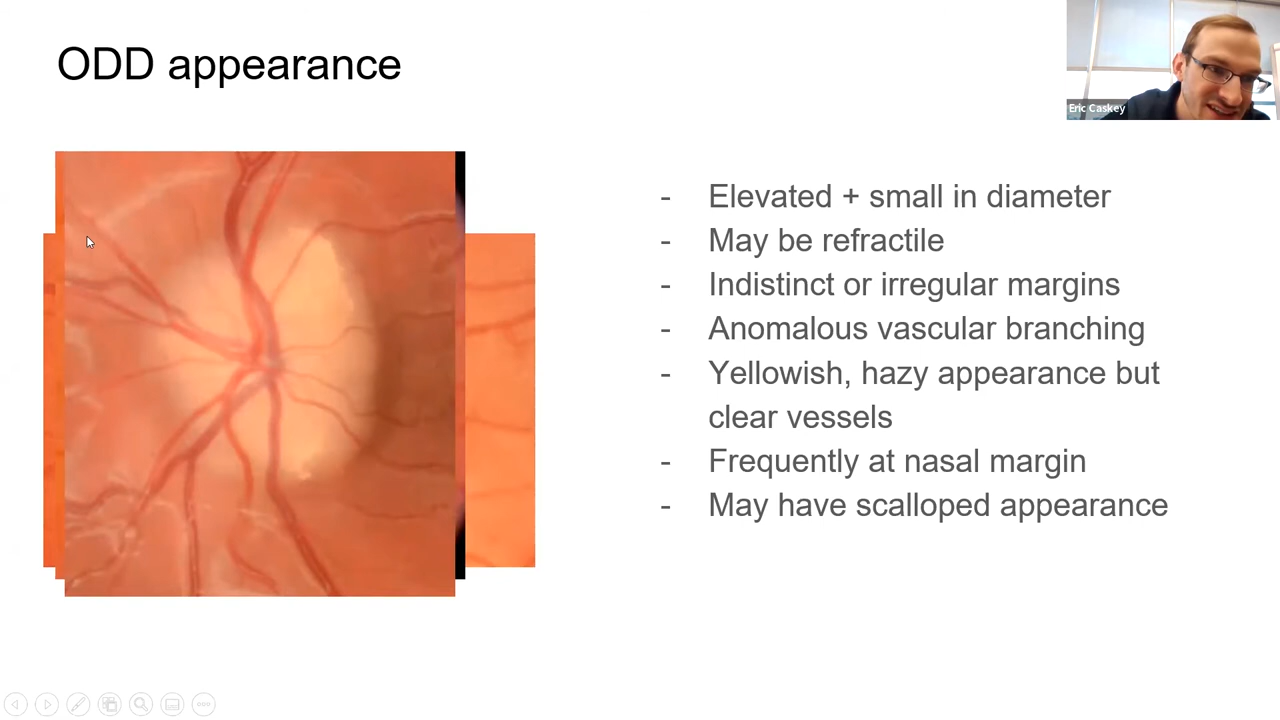 ODD appearance
Eric Caskey
- Elevated + small in diameter
- May be refractile
- Indistinct or irregular margins
- Anomalous vascular branching
- Yellowish, hazy appearance but
clear vessels
- Frequently at nasal margin
- May have scalloped appearance